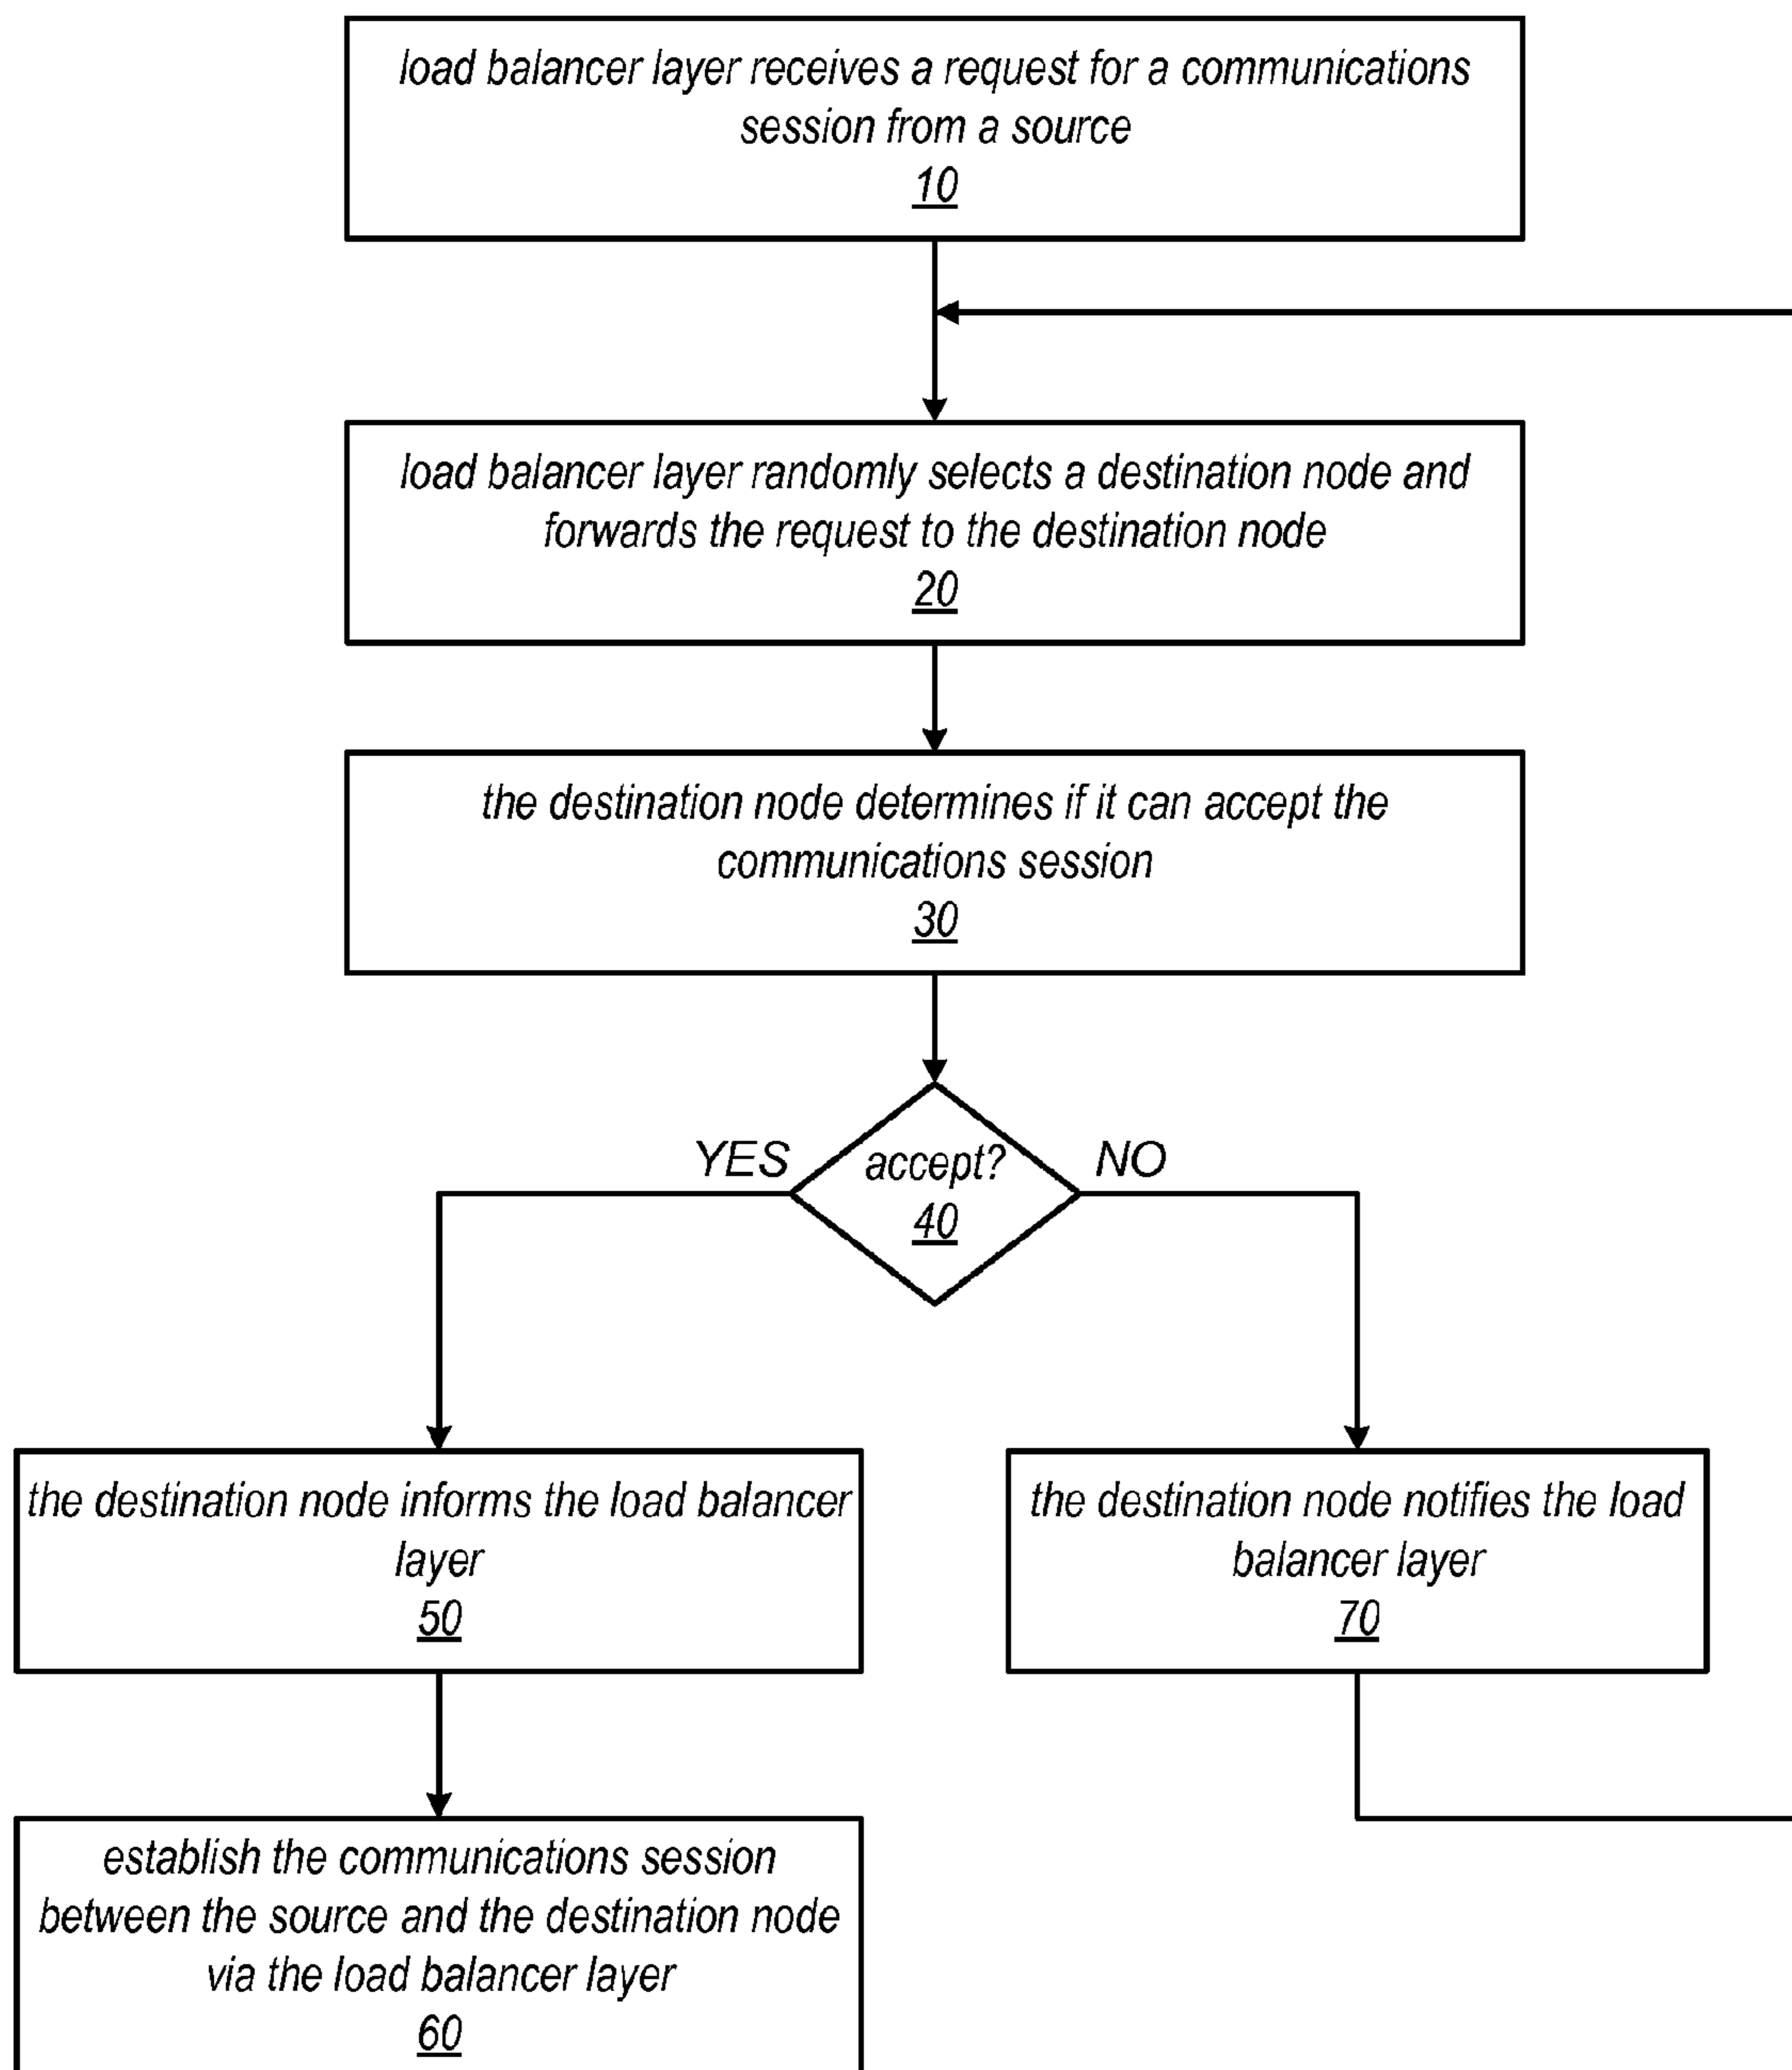 load balancer layer receives a request for a communications
session from a source
10
load balancer layer randomly selects a destination node and
forwards the request to the destination node
20
the destination node determines if it can accept the
communications session
30
YES
accept?
40
NO
the destination node informs the load balancer
layer
50
the destination node notifies the load
balancer layer
70
establish the communications session
between the source and the destination node
via the load balancer layer
60